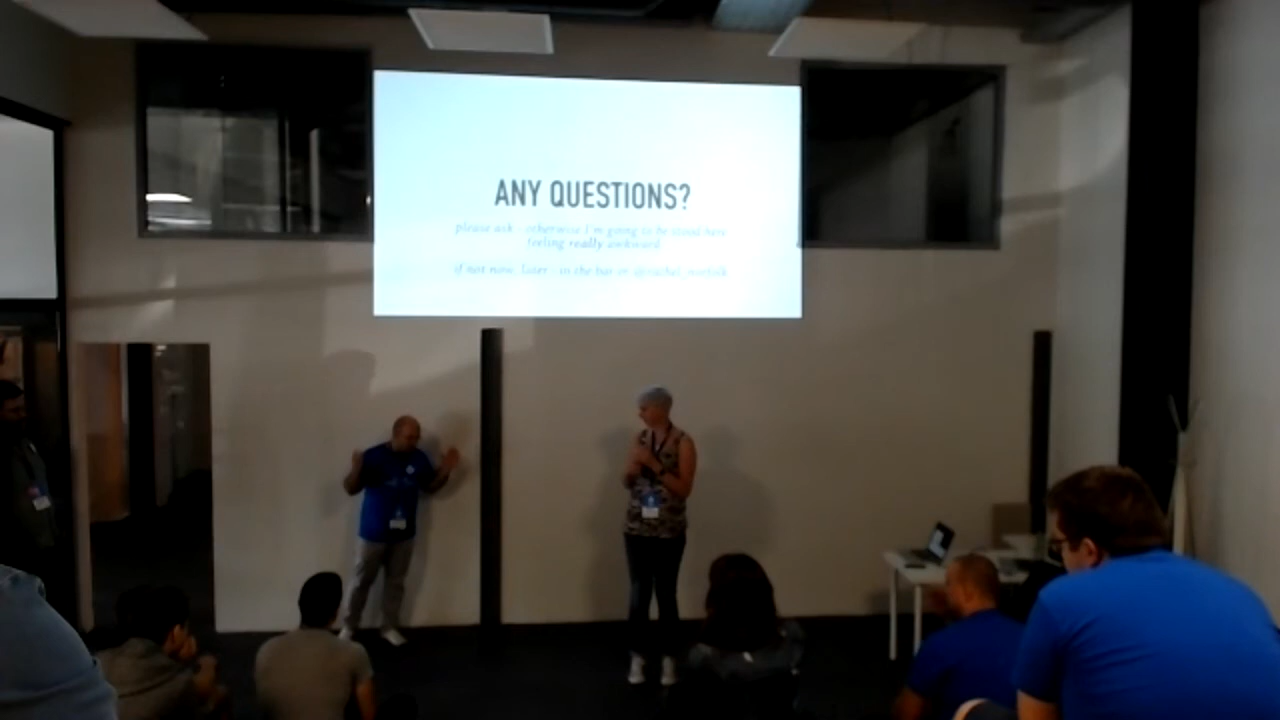 ANY QUESTIONS?
please ask - otherwise I'm going to be stood here
feeling really awkward
if not now, later - in the bar or